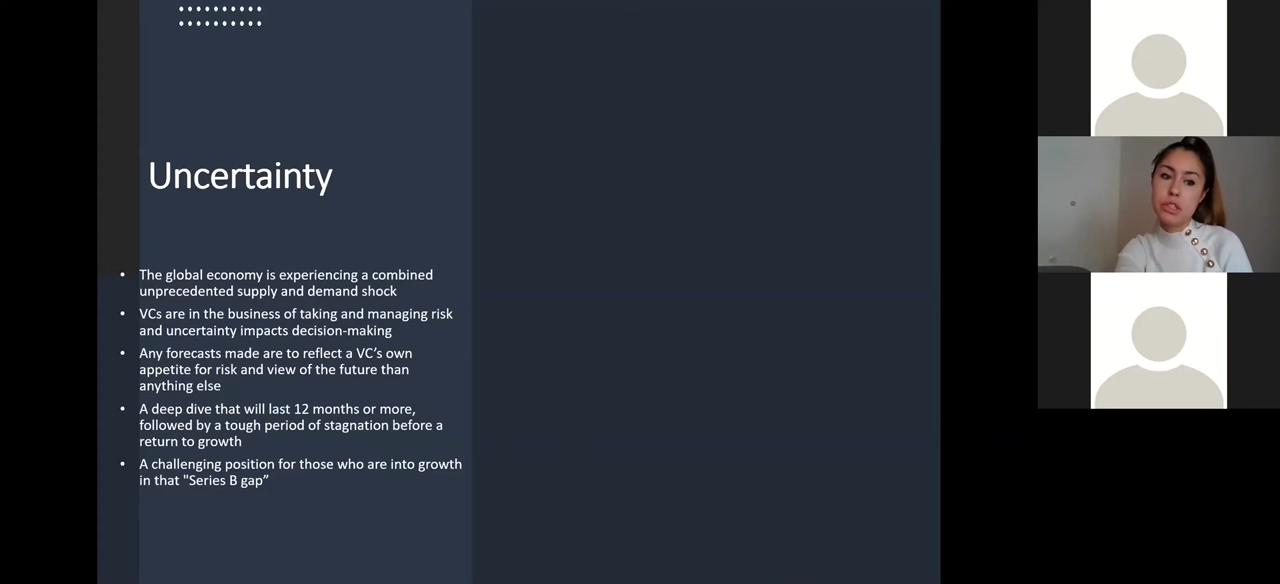 Uncertainty
• The global economy is experiencing a combined
unprecedented supply and demand shock
• VCs are in the business of taking and managing risk
and uncertainty impacts decision-making
• Any forecasts made are to reflect a VC’s own
appetite for risk and view of the future than
anything else
• A deep dive that will last 12 months or more,
followed by a tough period of stagnation before a
return to growth
• A challenging position for those who are into growth
in that "Series B gap”